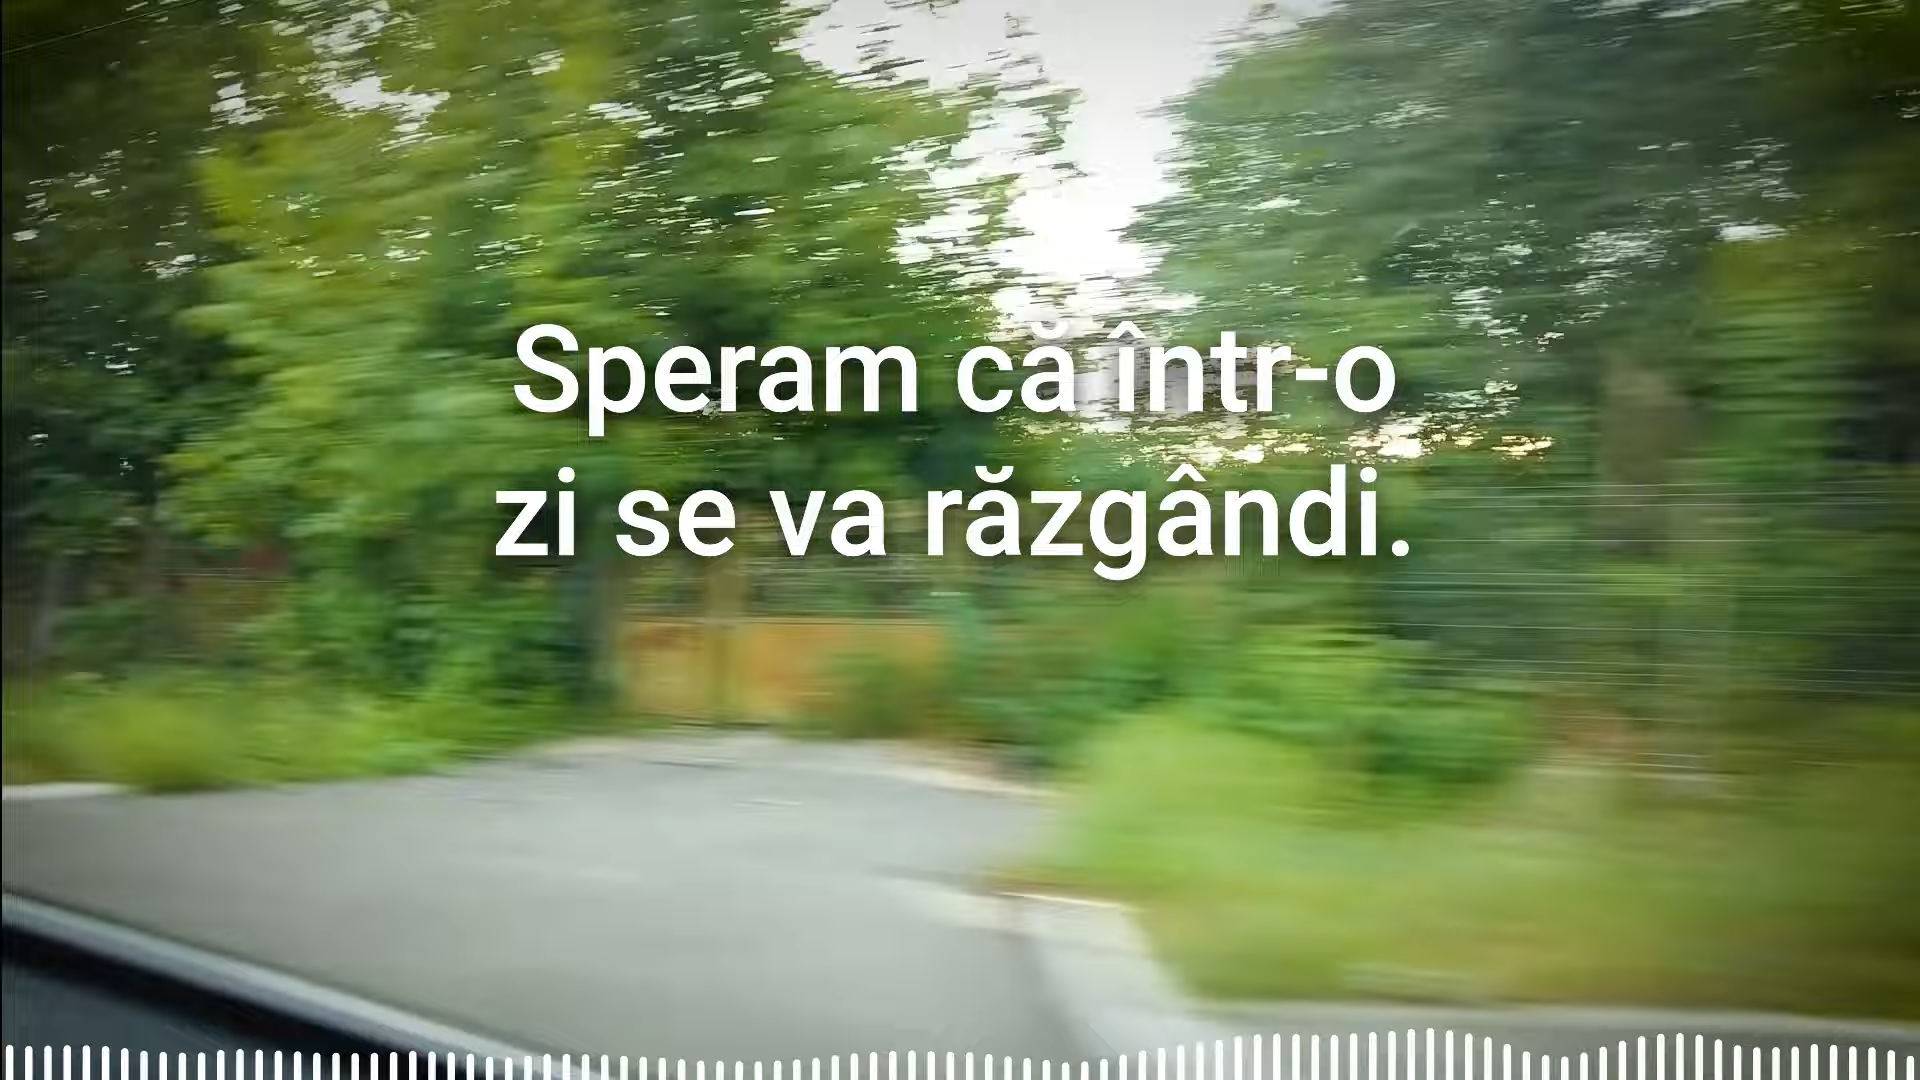 Speram că într-o
zi se va răzgândi.